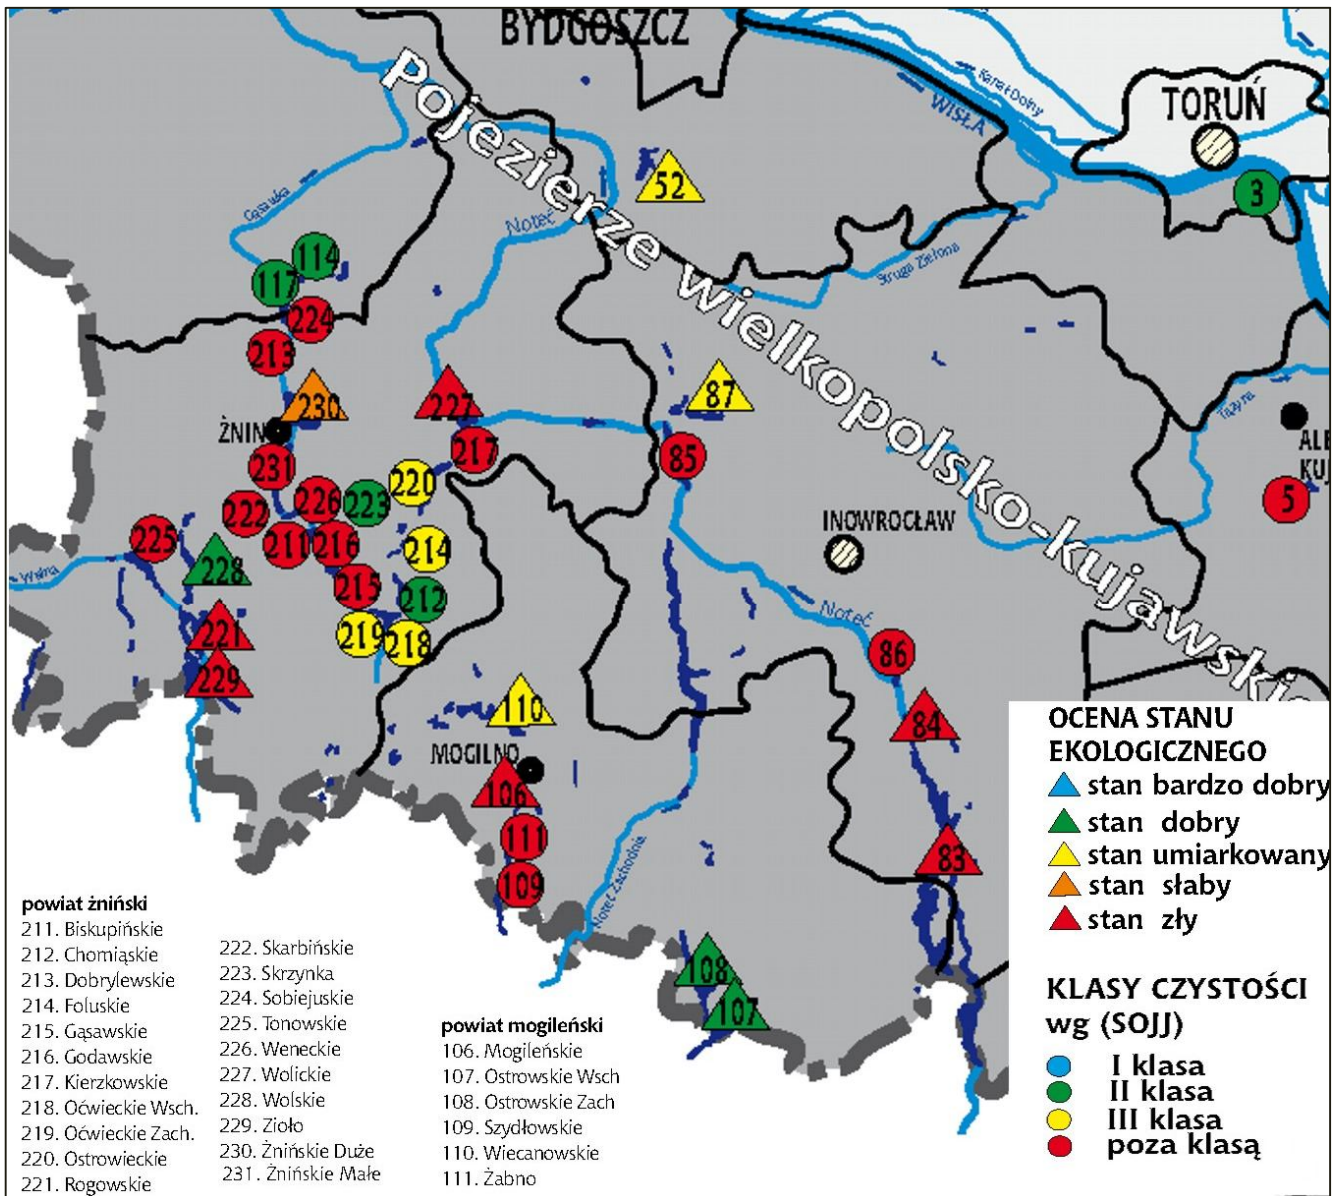 BYDGOSZCZ
Pojezierze wielkopolsko-kujawskie
Kanał Dolny
WISŁA
TORUŃ
3
52
Gąsawka
Noteć
Struga Zielona
114
117
224
213
87
230
227
Tążyna
ŻNIN
217
85
ALE
KUJ
231
220
5
226
223
222
INOWROCŁAW
225
211
216
214
228
Wełna
215
212
Noteć
221
219
218
86
229
110
84
MOGILNO
106
111
83
109
Noteć Zachodnia
108
107
OCENA STANU
EKOLOGICZNEGO
stan bardzo dobry
stan dobry
stan umiarkowany
stan słaby
stan zły
KLASY CZYSTOŚCI
wg (SOJJ)
I klasa
II klasa
III klasa
poza klasą
powiat żniński
211. Biskupińskie
212. Chomiąskie
213. Dobrylewskie
214. Foluskie
215. Gąsawskie
216. Godawskie
217. Kierzkowskie
218. Oćwieckie Wsch.
219. Oćwieckie Zach.
220. Ostrowieckie
221. Rogowskie
222. Skarbińskie
223. Skrzynka
224. Sobiejuskie
225. Tonowskie
226. Weneckie
227. Wolickie
228. Wolskie
229. Zioło
230. Żnińskie Duże
231. Żnińskie Małe
powiat mogileński
106. Mogileńskie
107. Ostrowskie Wsch
108. Ostrowskie Zach
109. Szydłowskie
110. Wiecanowskie
111. Żabno